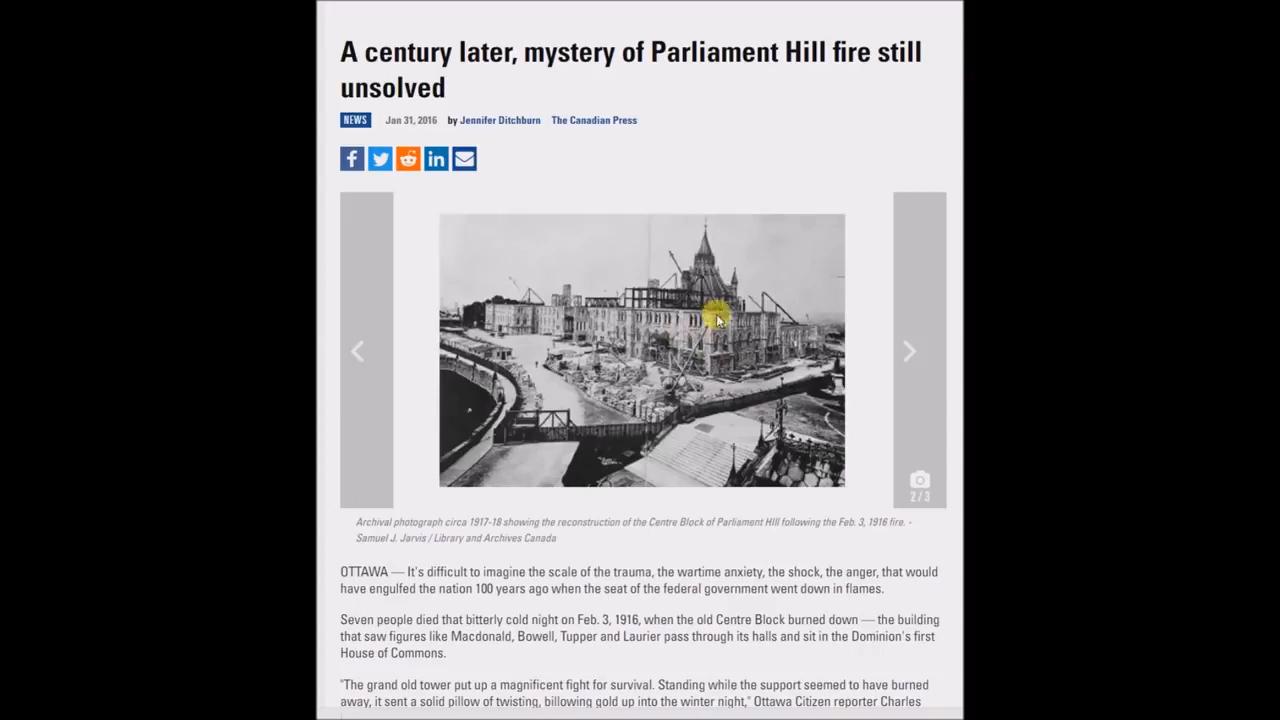 A century later, mystery of Parliament Hill fire still
unsolved
NEWS Jan 31, 2016 by Jennifer Ditchburn The Canadian Press
2 / 3
Archival photograph circa 1917-18 showing the reconstruction of the Centre Block of Parliament HIll following the Feb. 3, 1916 fire. -
Samuel J. Jarvis / Library and Archives Canada
OTTAWA — It's difficult to imagine the scale of the trauma, the wartime anxiety, the shock, the anger, that would
have engulfed the nation 100 years ago when the seat of the federal government went down in flames.
Seven people died that bitterly cold night on Feb. 3, 1916, when the old Centre Block burned down — the building
that saw figures like Macdonald, Bowell, Tupper and Laurier pass through its halls and sit in the Dominion's first
House of Commons.
"The grand old tower put up a magnificent fight for survival. Standing while the support seemed to have burned
away, it sent a solid pillow of twisting, billowing gold up into the winter night," Ottawa Citizen reporter Charles